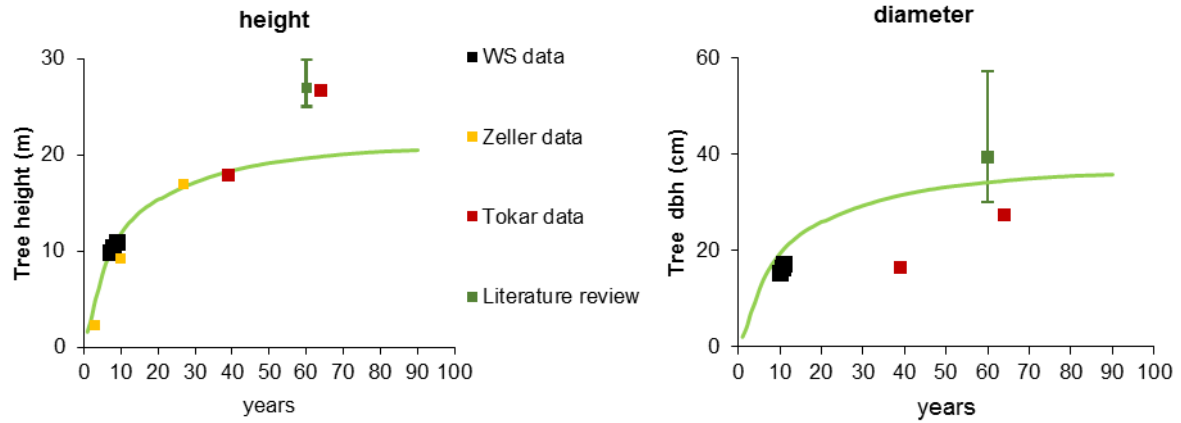 height
30
20
10
0
Tree height (m)
0 10 20 30 40 50 60 70 80 90 100
years
WS data
Zeller data
Tokar data
Literature review
diameter
60
40
20
0
Tree dbh (cm)
0 10 20 30 40 50 60 70 80 90 100
years